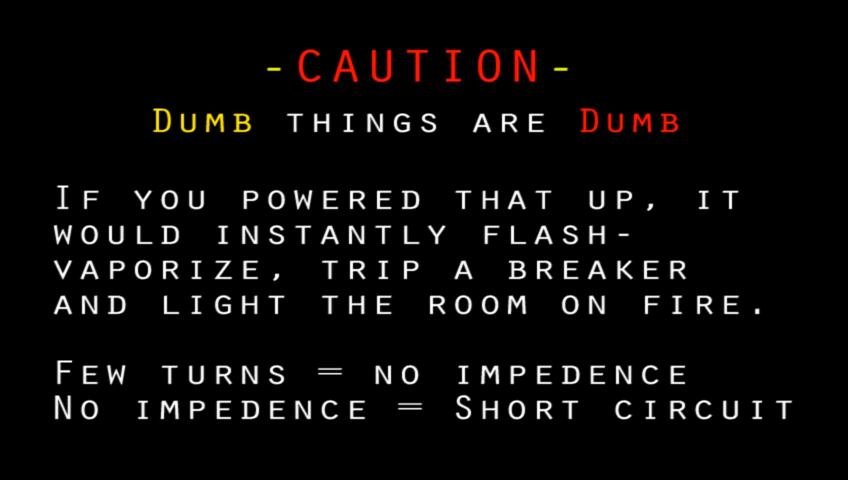 -CAUTION-
Dumb things are Dumb
If you powered that up, it
would instantly flash-
vaporize, trip a breaker
and light the room on fire.
Few turns = no impedence
No impedence = Short circuit